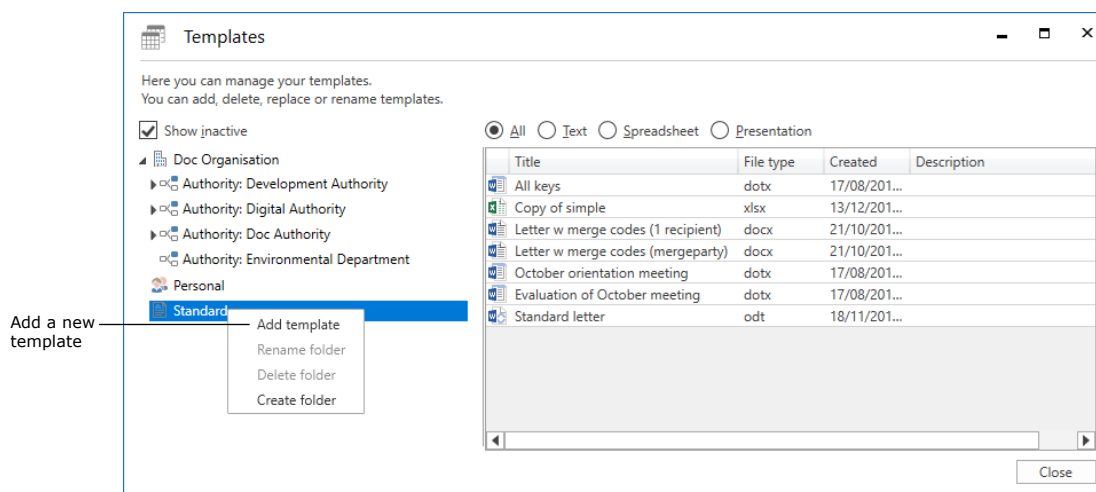 Templates
Here you can manage your templates.
You can add, delete, replace or rename templates.
Show inactive
All Text Spreadsheet Presentation
Doc Organisation
Authority: Development Authority
Authority: Digital Authority
Authority: Doc Authority
Authority: Environmental Department
Personal
Standard
Add a new
template
Add template
Rename folder
Delete folder
Create folder
Title File type Created Description
All keys dotx 17/08/201...
Copy of simple xlsx 13/12/201...
Letter w merge codes (1 recipient) docx 21/10/201...
Letter w merge codes (mergeparty) docx 21/10/201...
October orientation meeting dotx 17/08/201...
Evaluation of October meeting dotx 17/08/201...
Standard letter odt 18/11/201...
Close